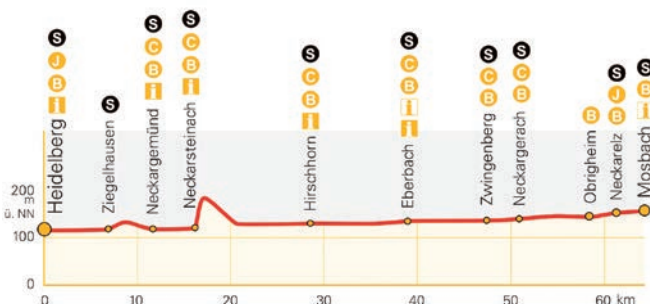 S S S S S S S S S S
J C C C C C C J B
B B B B B B B B B B
i i i i i i i
Heidelberg
Ziegelhausen
Neckargemünd
Neckarsteinach
Hirschhorn
Eberbach
Zwingenberg
Neckargerach
Obrigheim
Neckarelz
Mosbach
200
m
ü. NN
100
0
0 10 20 30 40 50 60 km